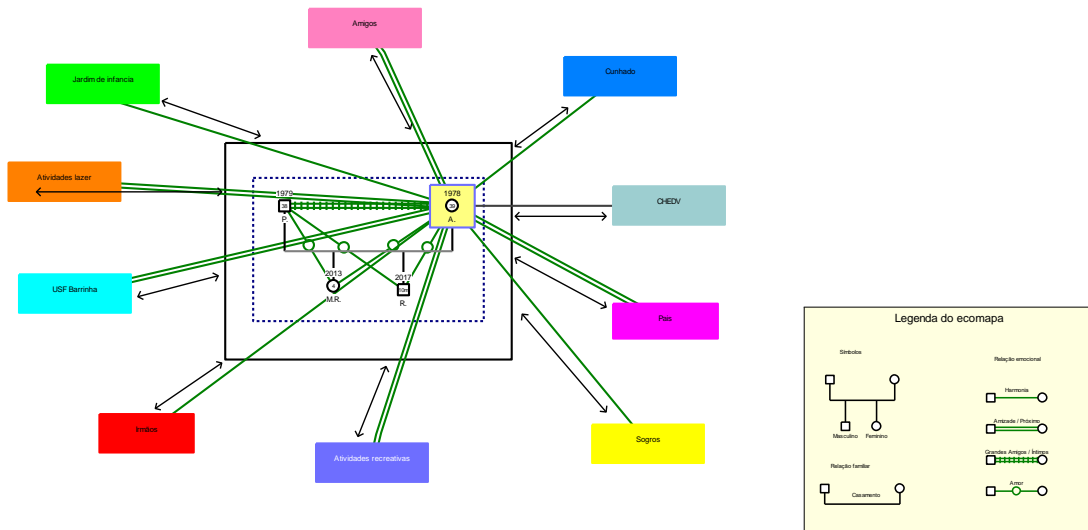 Amigos
Jardim de infancia
Cunhado
Atividades lazer
1979
38
P.
1978
39
A.
CHEDV
2013
4
M.R.
2017
10m
R.
USF Barrinha
Pais
Irmãos
Atividades recreativas
Sogros
Legenda do ecomapa
Símbolos
Masculino
Feminino
Relação familiar
Casamento
Relação emocional
Harmonia
Amizade / Próximo
Grandes Amigos / Íntimos
Amor